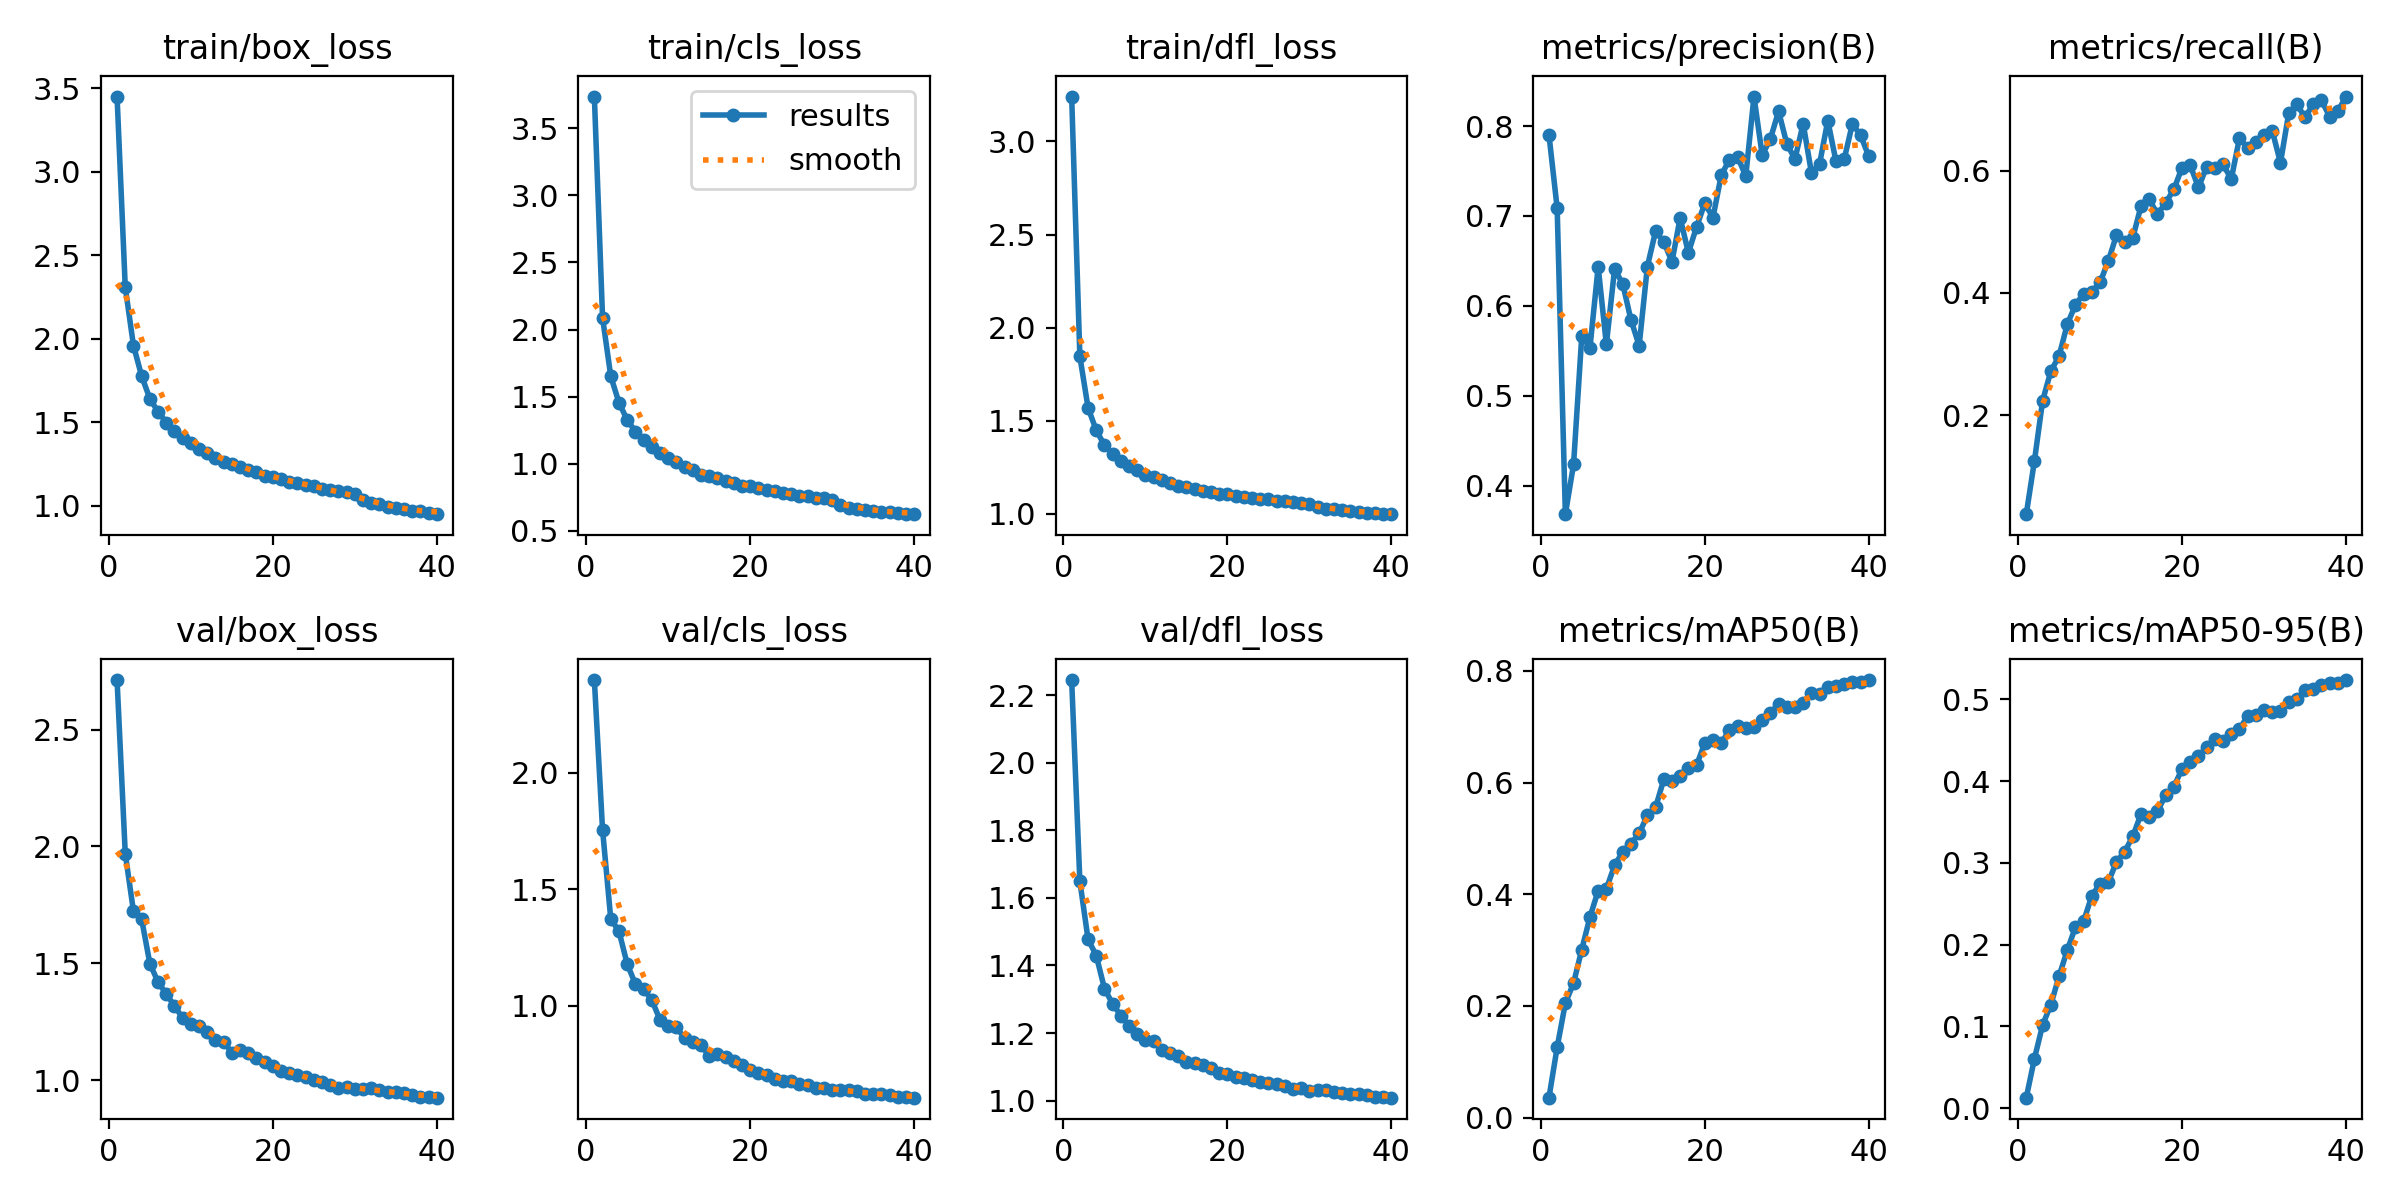 train/box_loss
3.5
3.0
2.5
2.0
1.5
1.0
0 20 40
train/cls_loss
results
smooth
3.5
3.0
2.5
2.0
1.5
1.0
0.5
0 20 40
train/dfl_loss
3.0
2.5
2.0
1.5
1.0
0 20 40
metrics/precision(B)
0.8
0.7
0.6
0.5
0.4
0 20 40
metrics/recall(B)
0.6
0.4
0.2
0 20 40
val/box_loss
2.5
2.0
1.5
1.0
0 20 40
val/cls_loss
2.0
1.5
1.0
0 20 40
val/dfl_loss
2.2
2.0
1.8
1.6
1.4
1.2
1.0
0 20 40
metrics/mAP50(B)
0.8
0.6
0.4
0.2
0.0
0 20 40
metrics/mAP50-95(B)
0.5
0.4
0.3
0.2
0.1
0.0
0 20 40